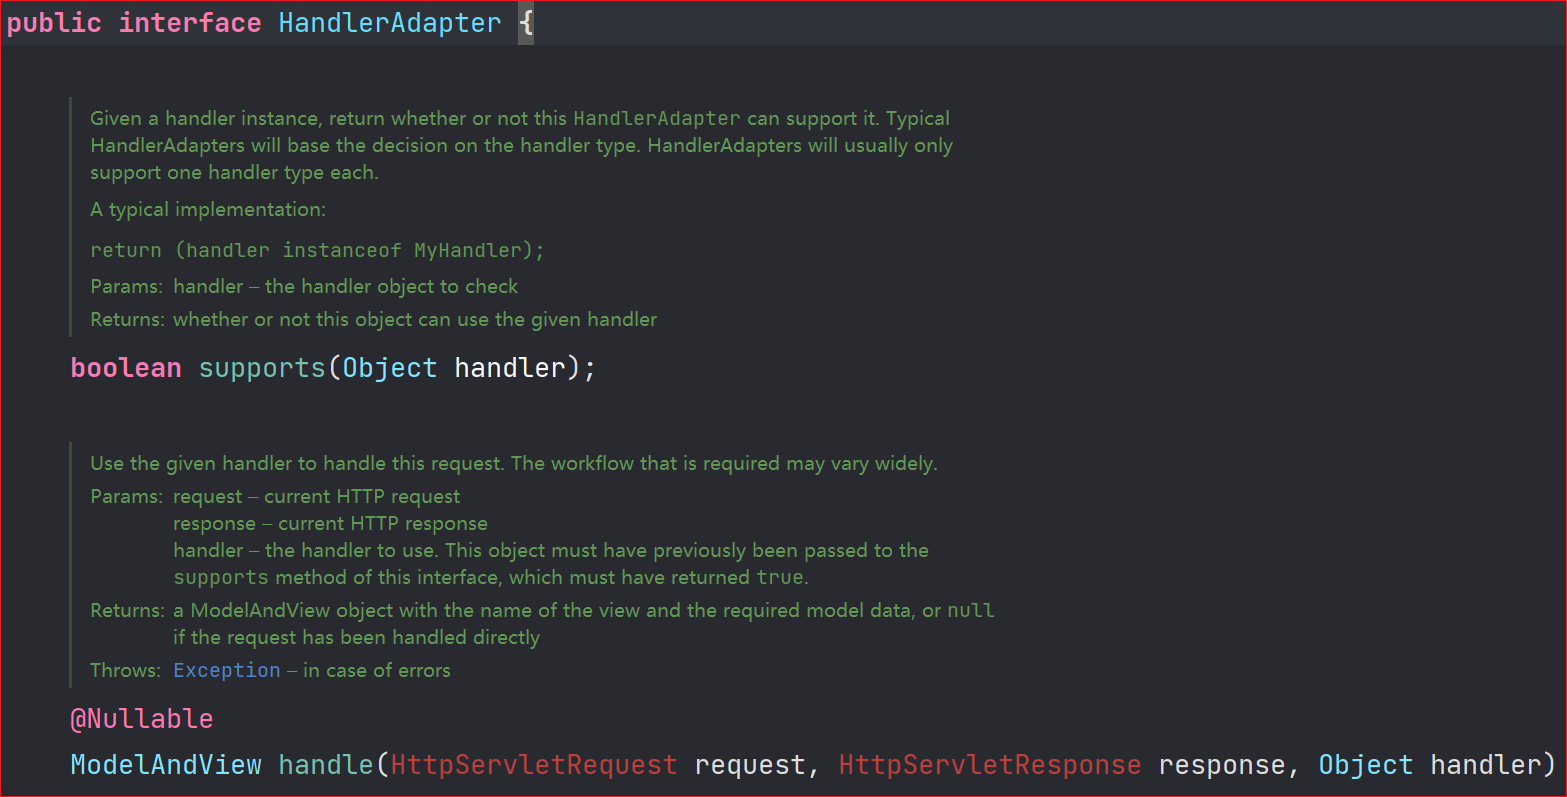 public interface HandlerAdapter {
Given a handler instance, return whether or not this HandlerAdapter can support it. Typical
HandlerAdapters will base the decision on the handler type. HandlerAdapters will usually only
support one handler type each.
A typical implementation:
return (handler instanceof MyHandler);
Params: handler – the handler object to check
Returns: whether or not this object can use the given handler
boolean supports(Object handler);
Use the given handler to handle this request. The workflow that is required may vary widely.
Params: request – current HTTP request
response – current HTTP response
handler – the handler to use. This object must have previously been passed to the
supports method of this interface, which must have returned true.
Returns: a ModelAndView object with the name of the view and the required model data, or null
if the request has been handled directly
Throws: Exception – in case of errors
@Nullable
ModelAndView handle(HttpServletRequest request, HttpServletResponse response, Object handler)